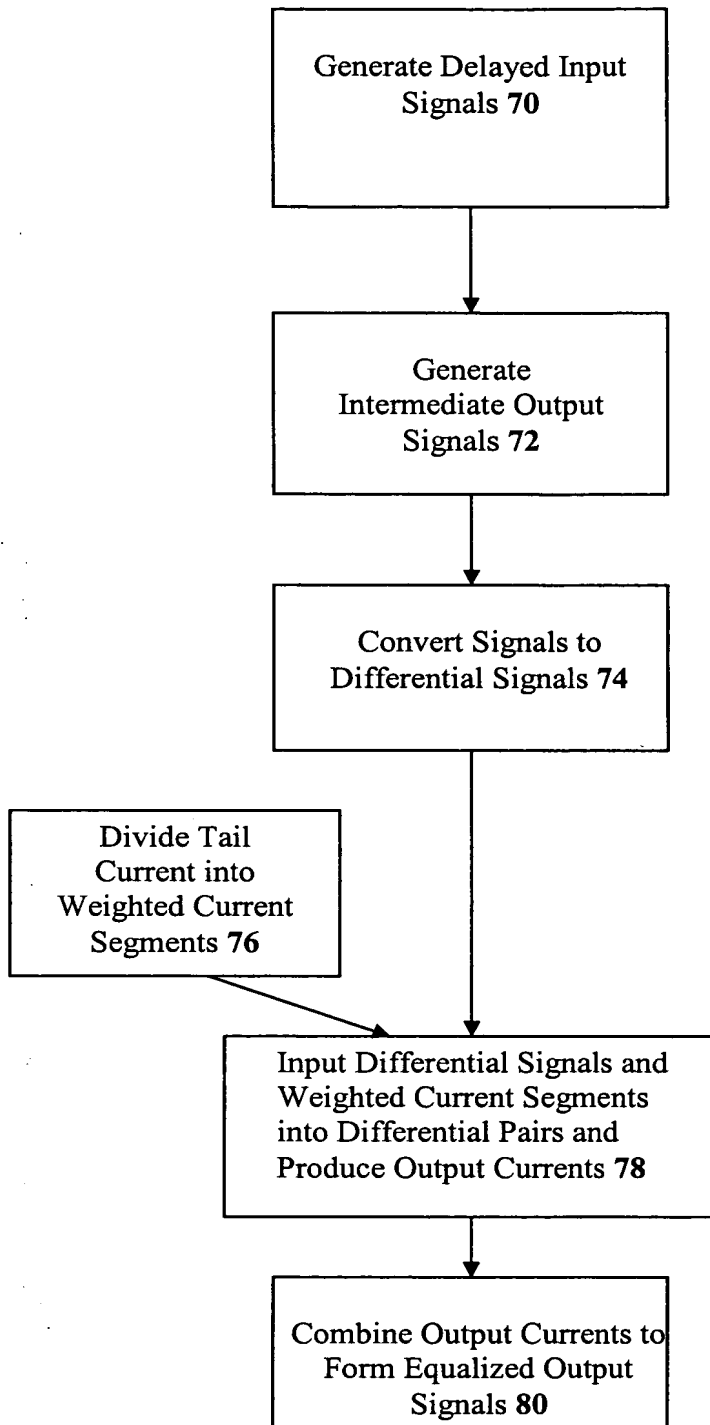 Generate Delayed Input
Signals 70
Generate
Intermediate Output
Signals 72
Convert Signals to
Differential Signals 74
Divide Tail
Current into
Weighted Current
Segments 76
Input Differential Signals and
Weighted Current Segments
into Differential Pairs and
Produce Output Currents 78
Combine Output Currents to
Form Equalized Output
Signals 80